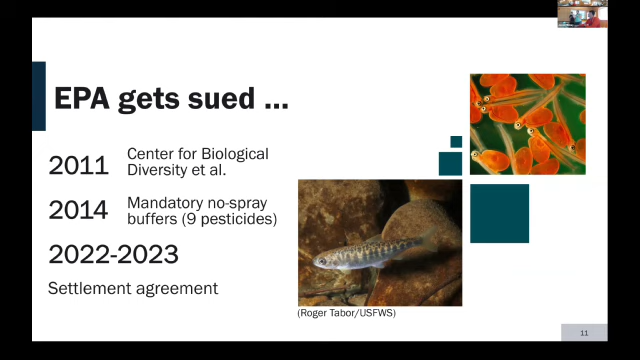 EPA gets sued ...
2011
Center for Biological
Diversity et al.
2014
Mandatory no-spray
buffers (9 pesticides)
2022-2023
Settlement agreement
(Roger Tabor/USFWS)
11